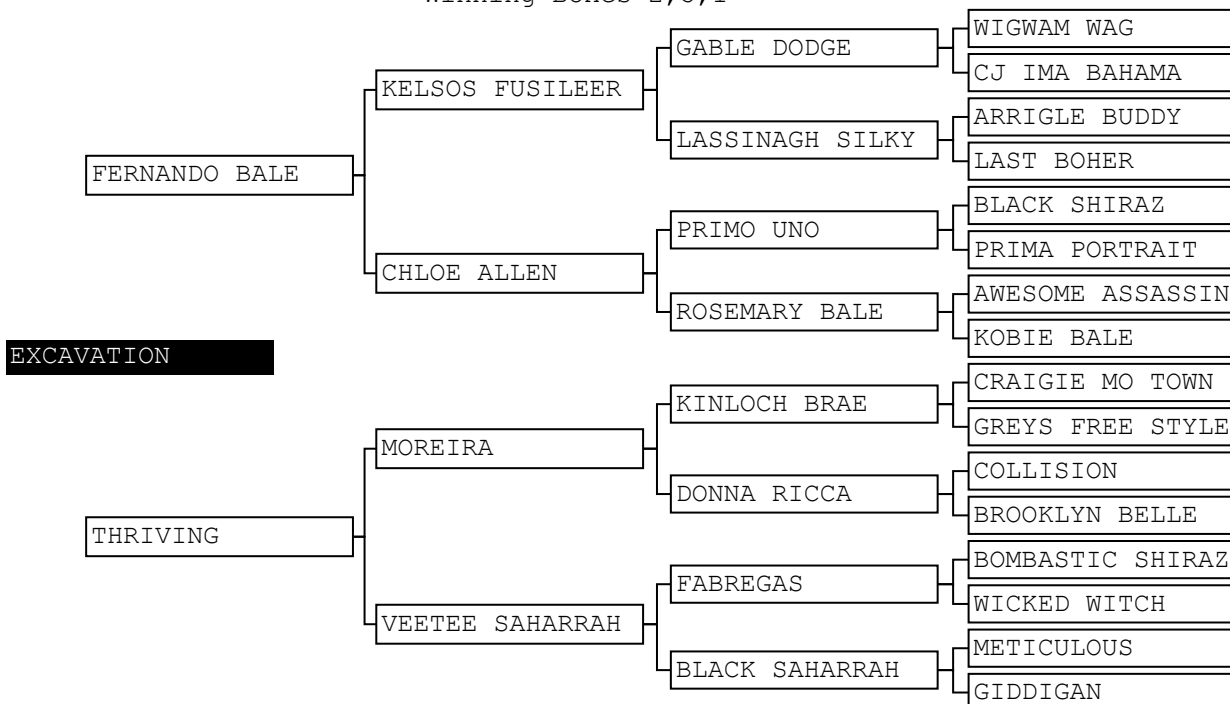 WIGWAM WAG
GABLE DODGE
CJ IMA BAHAMA
KELSOS FUSILEER
ARRIGLE BUDDY
LASSINAGH SILKY
LAST BOHER
FERNANDO BALE
BLACK SHIRAZ
PRIMO UNO
PRIMA PORTRAIT
CHLOE ALLEN
AWESOME ASSASSIN
ROSEMARY BALE
KOBIE BALE
EXCAVATION
CRAIGIE MO TOWN
KINLOCH BRAE
GREYS FREE STYLE
MOREIRA
COLLISION
DONNA RICCA
BROOKLYN BELLE
THRIVING
BOMBASTIC SHIRAZ
FABREGAS
WICKED WITCH
VEETEE SAHARRAH
METICULOUS
BLACK SAHARRAH
GIDDIGAN